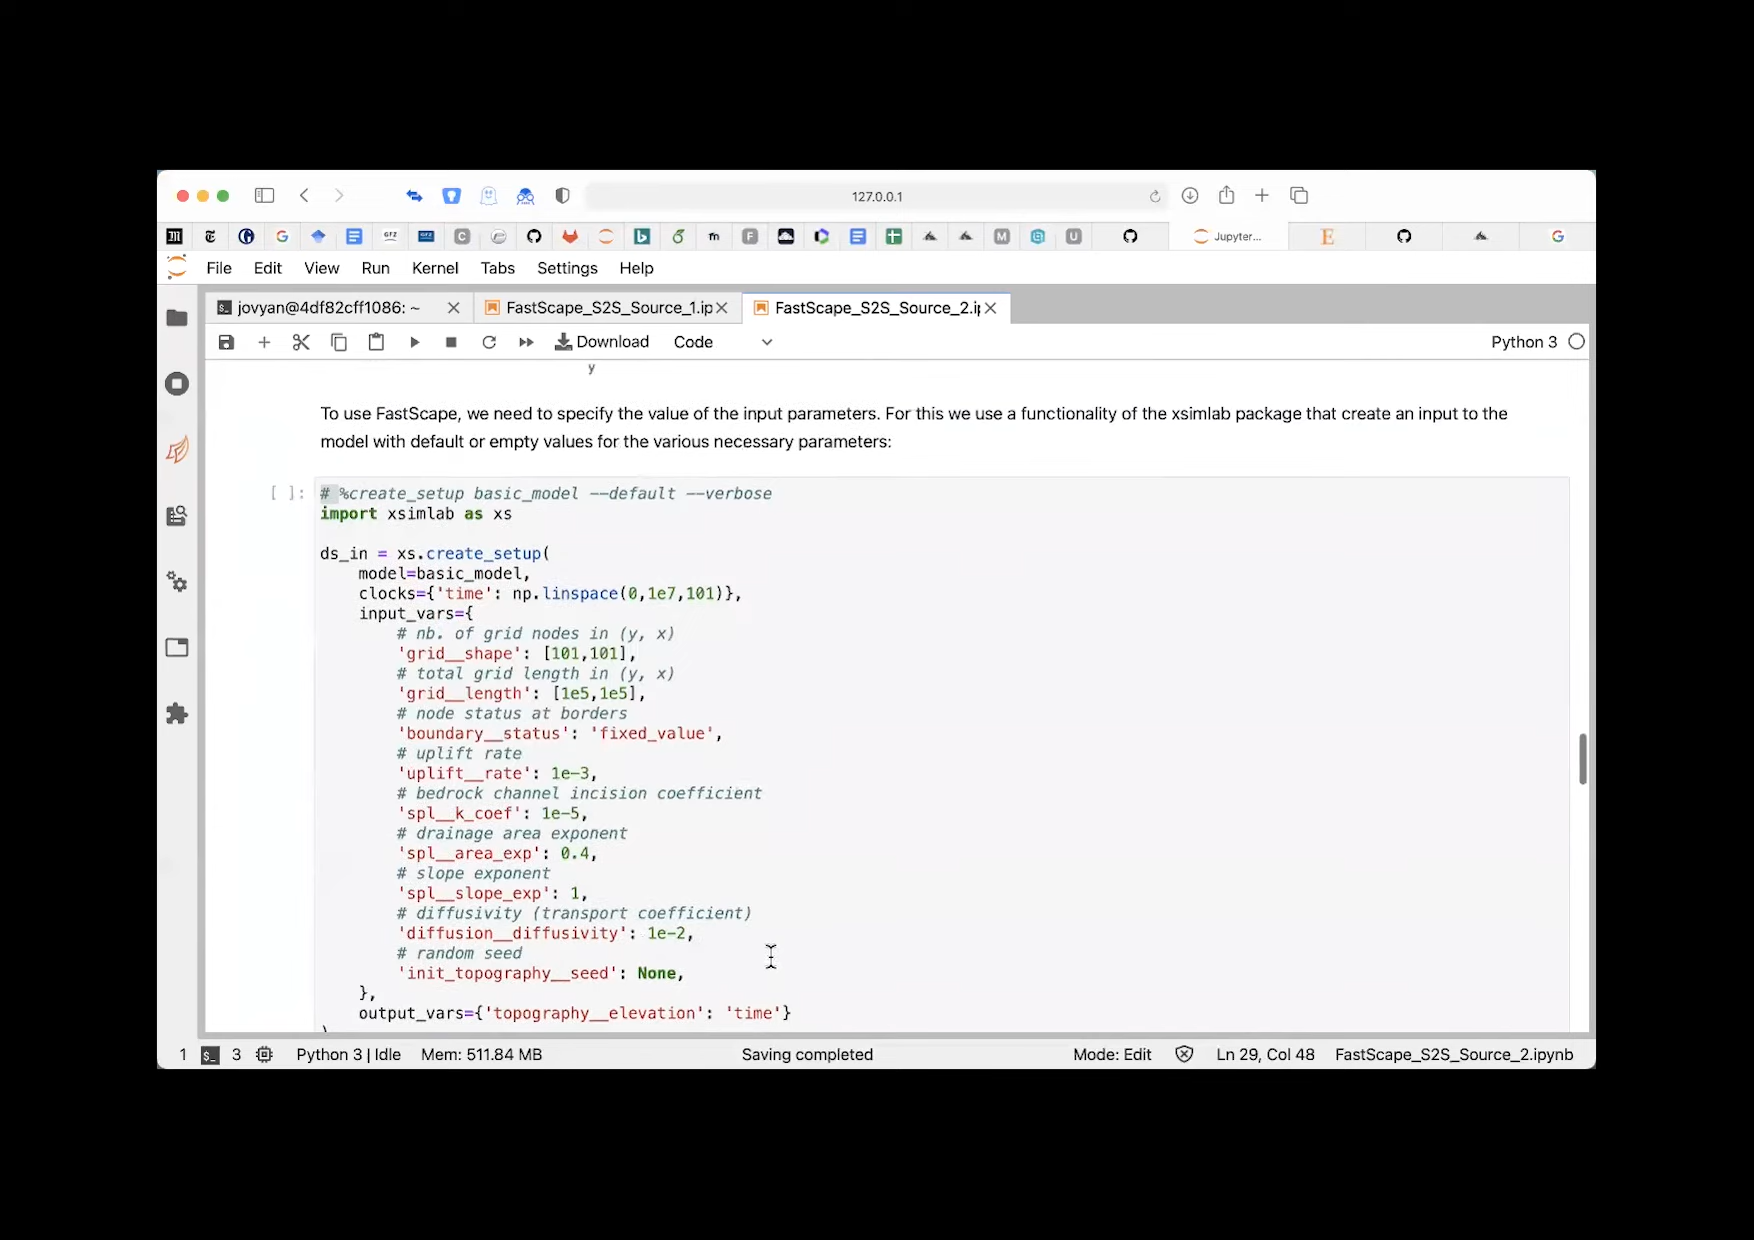 127.0.0.1
Jupyter...
File Edit View Run Kernel Tabs Settings Help
jovyan@4df82cff1086: ~
FastScape_S2S_Source_1.ip
FastScape_S2S_Source_2.i
Download Code Python 3
y
To use FastScape, we need to specify the value of the input parameters. For this we use a functionality of the xsimlab package that create an input to the
model with default or empty values for the various necessary parameters:
[ ]:
# %create_setup basic_model --default --verbose
import xsimlab as xs
ds_in = xs.create_setup(
model=basic_model,
clocks={'time': np.linspace(0,1e7,101)},
input_vars={
# nb. of grid nodes in (y, x)
'grid__shape': [101,101],
# total grid length in (y, x)
'grid__length': [1e5,1e5],
# node status at borders
'boundary__status': 'fixed_value',
# uplift rate
'uplift__rate': 1e-3,
# bedrock channel incision coefficient
'spl__k_coef': 1e-5,
# drainage area exponent
'spl__area_exp': 0.4,
# slope exponent
'spl__slope_exp': 1,
# diffusivity (transport coefficient)
'diffusion__diffusivity': 1e-2,
# random seed
'init_topography__seed': None,
},
output_vars={'topography__elevation': 'time'}
1 3 Python 3 | Idle Mem: 511.84 MB Saving completed Mode: Edit Ln 29, Col 48 FastScape_S2S_Source_2.ipynb